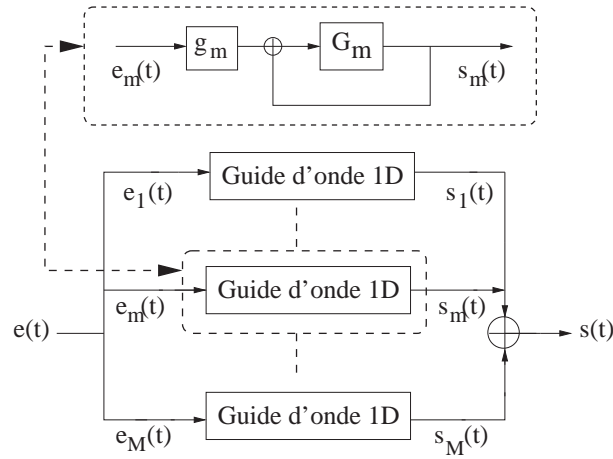 g_m
G_m
e_m(t)
s_m(t)
Guide d'onde 1D
e_1(t)
s_1(t)
Guide d'onde 1D
e_m(t)
s_m(t)
e(t)
s(t)
Guide d'onde 1D
e_M(t)
s_M(t)